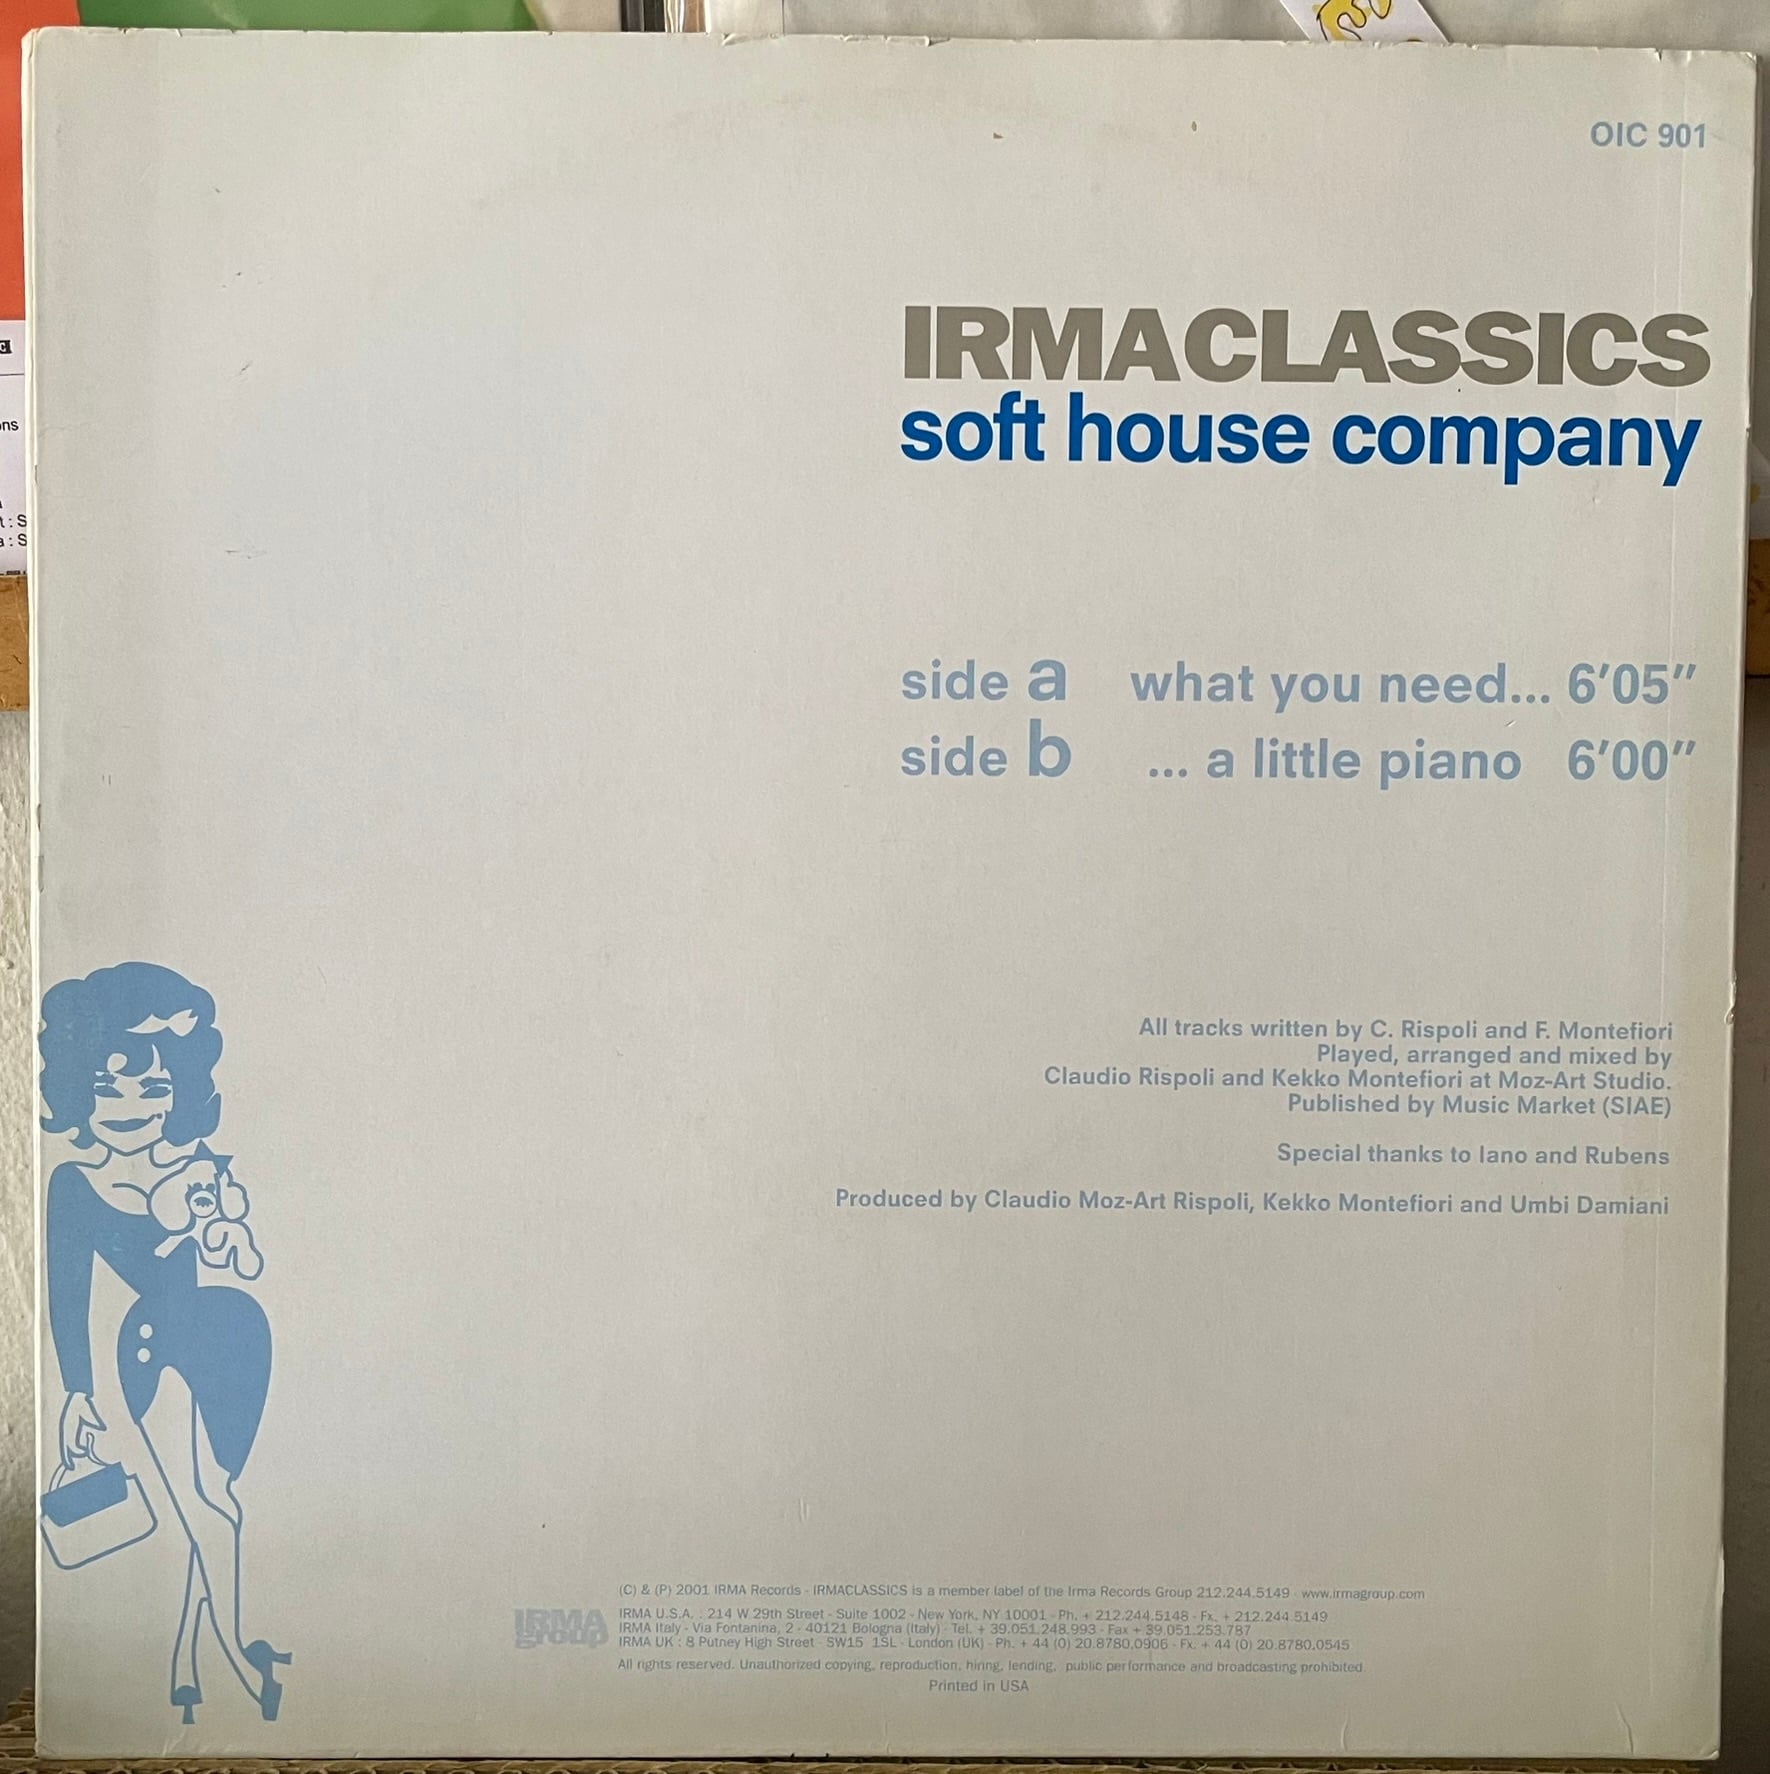 OIC 901
IRMACLASSICS
soft house company
side a what you need... 6'05"
side b ... a little piano 6'00"
All tracks written by C. Rispoli and F. Montefiori
Played, arranged and mixed by
Claudio Rispoli and Kekko Montefiori at Moz-Art Studio.
Published by Music Market (SIAE)
Special thanks to Iano and Rubens
Produced by Claudio Moz-Art Rispoli, Kekko Montefiori and Umbi Damiani
(C) & (P) 2001 IRMA Records - IRMACLASSICS is a member label of the Irma Records Group 212.244.5149 - www.irmagroup.com
IRMA group
IRMA U.S.A. : 214 W 29th Street - Suite 1002 - New York, NY 10001 - Ph. + 212.244.5148 - Fx. + 212.244.5149
IRMA Italy - Via Fontanina, 2 - 40121 Bologna (Italy) - Tel. + 39.051.248.993 - Fax + 39.051.253.787
IRMA UK : 8 Putney High Street - SW15 1SL - London (UK) - Ph. + 44 (0) 20.8780.0906 - Fx. + 44 (0) 20.8780.0545
All rights reserved. Unauthorized copying, reproduction, hiring, lending, public performance and broadcasting prohibited.
Printed in USA